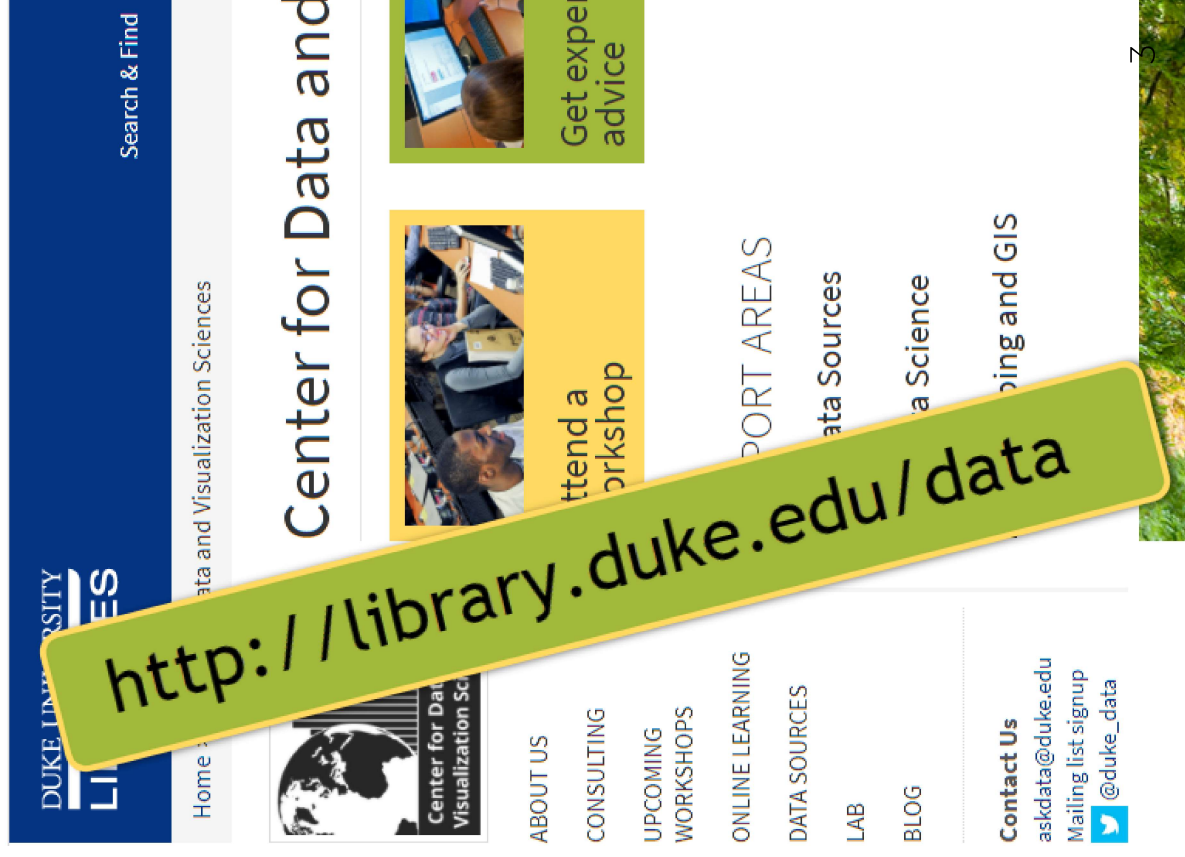 DUKE UNIVERSITY
Search & Find
Home
ata and Visualization Sciences
Center for Data and
Center for Dat
Visualization Sci
ABOUT US
CONSULTING
UPCOMING
WORKSHOPS
ONLINE LEARNING
DATA SOURCES
LAB
BLOG
Contact Us
askdata@duke.edu
Mailing list signup
@duke_data
ttend a
orkshop
Get exper
advice
PORT AREAS
ata Sources
a Science
ping and GIS
http://library.duke.edu/data
3